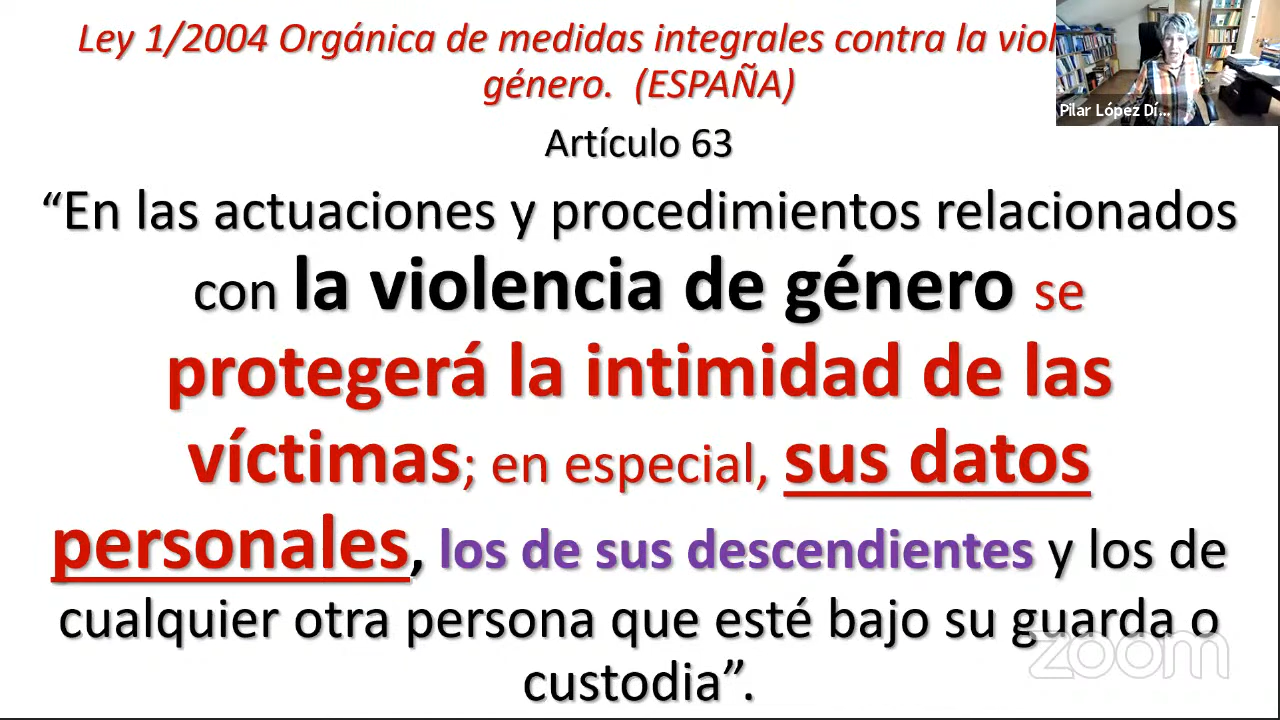 Ley 1/2004 Orgánica de medidas integrales contra la viol
género. (ESPAÑA)
Pilar López Dí...
Artículo 63
“En las actuaciones y procedimientos relacionados
con la violencia de género se
protegerá la intimidad de las
víctimas; en especial, sus datos
personales, los de sus descendientes y los de
cualquier otra persona que esté bajo su guarda o
custodia”.
zoom